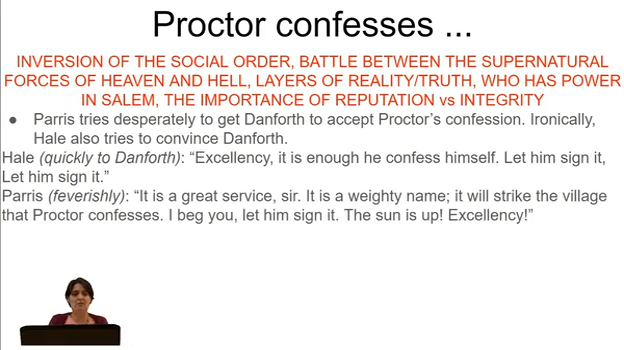 Proctor confesses ...
INVERSION OF THE SOCIAL ORDER, BATTLE BETWEEN THE SUPERNATURAL
FORCES OF HEAVEN AND HELL, LAYERS OF REALITY/TRUTH, WHO HAS POWER
IN SALEM, THE IMPORTANCE OF REPUTATION vs INTEGRITY
● Parris tries desperately to get Danforth to accept Proctor’s confession. Ironically,
Hale also tries to convince Danforth.
Hale (quickly to Danforth): “Excellency, it is enough he confess himself. Let him sign it,
Let him sign it.”
Parris (feverishly): “It is a great service, sir. It is a weighty name; it will strike the village
that Proctor confesses. I beg you, let him sign it. The sun is up! Excellency!”